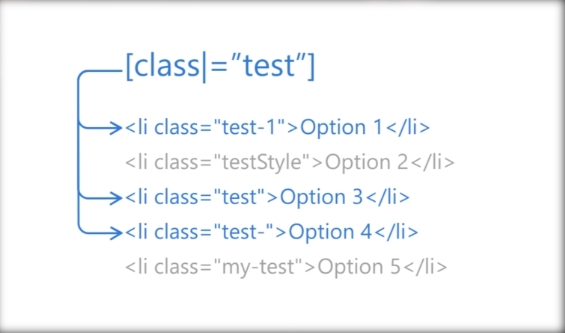 [class|=”test”]
<li class="test-1">Option 1</li>
<li class="testStyle">Option 2</li>
<li class="test">Option 3</li>
<li class="test-">Option 4</li>
<li class="my-test">Option 5</li>